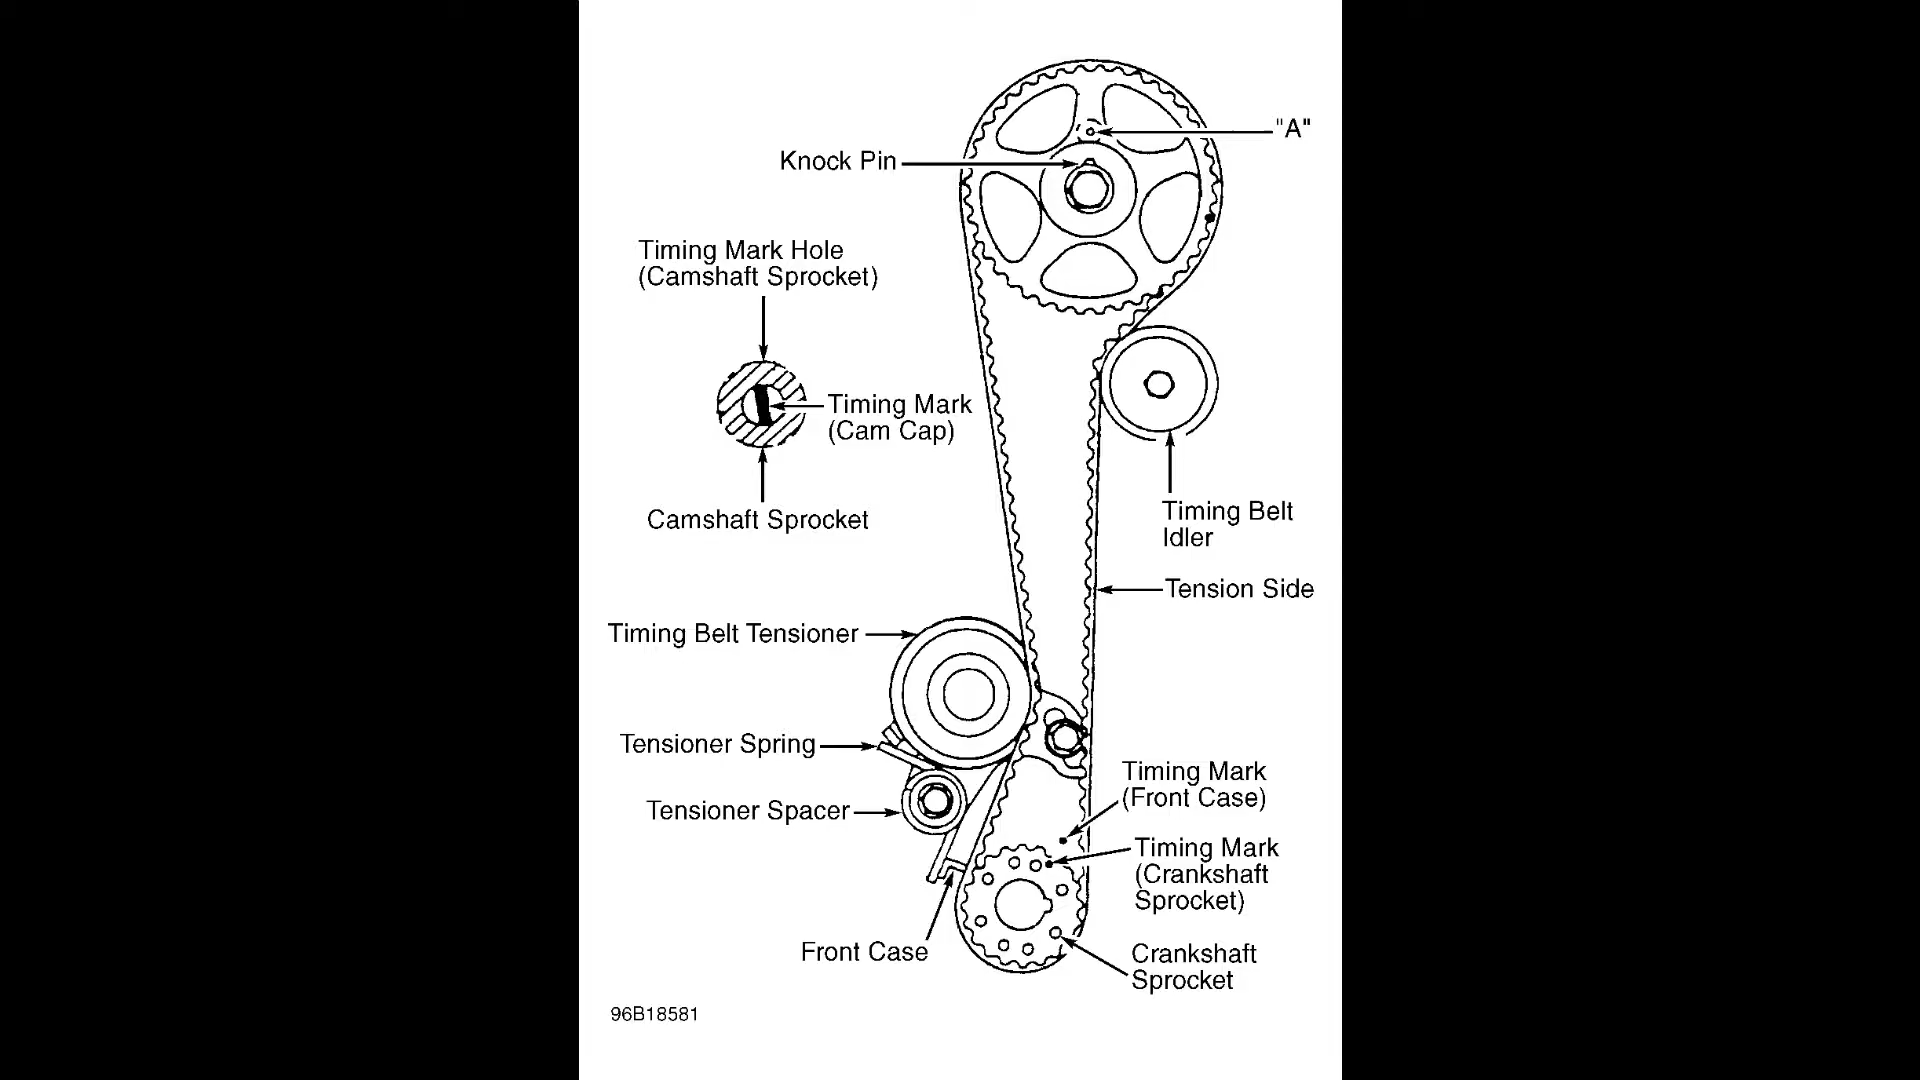 "A"
Knock Pin
Timing Mark Hole
(Camshaft Sprocket)
Timing Mark
(Cam Cap)
Camshaft Sprocket
Timing Belt
Idler
Tension Side
Timing Belt Tensioner
Tensioner Spring
Tensioner Spacer
Timing Mark
(Front Case)
Timing Mark
(Crankshaft
Sprocket)
Front Case
Crankshaft
Sprocket
96B18581